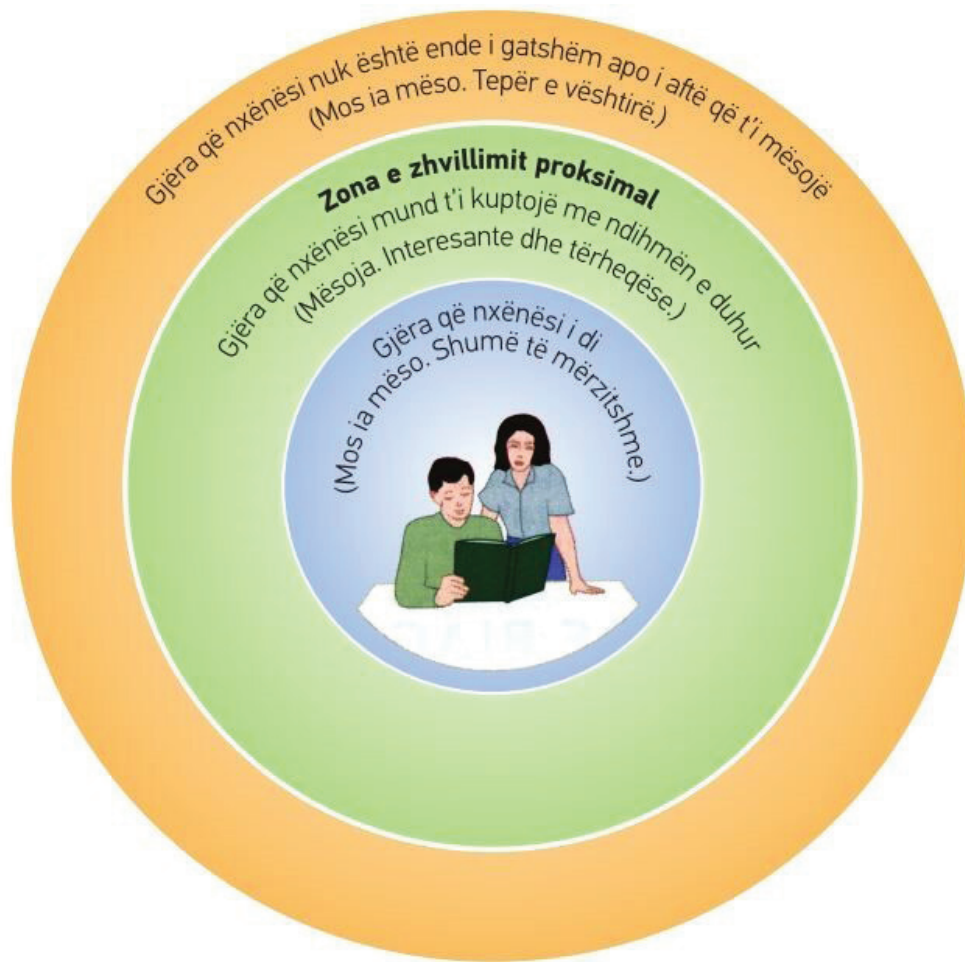 Gjëra që nxënësi nuk është ende i gatshëm apo i aftë që t'i mësojë
(Mos ia mëso. Tepër e vështirë.)
Zona e zhvillimit proksimal
Gjëra që nxënësi mund t'i kuptojë me ndihmën e duhur
(Mësoja. Interesante dhe tërheqëse.)
Gjëra që nxënësi i di
(Mos ia mëso. Shumë të mërzitshme.)